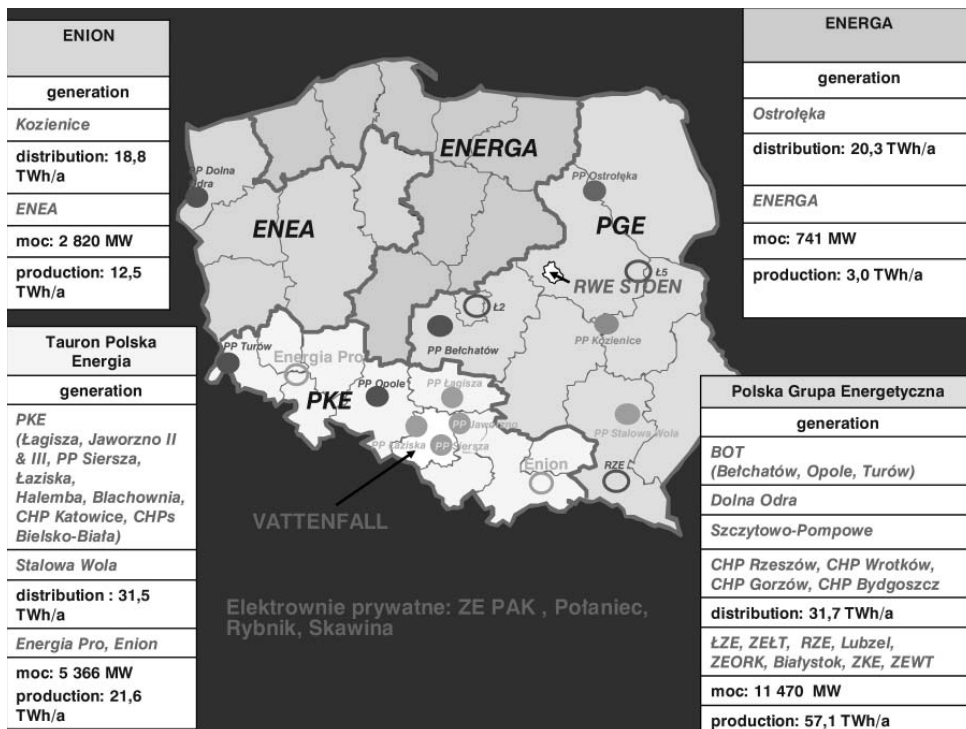 ENION
generation
Kozienice
distribution: 18,8
TWh/a
ENEA
moc: 2 820 MW
production: 12,5
TWh/a
Tauron Polska
Energia
generation
PKE
(Łagisza, Jaworzno II
& III, PP Siersza,
Łaziska,
Halemba, Blachownia,
CHP Katowice, CHPs
Bielsko-Biała)
Stalowa Wola
distribution : 31,5
TWh/a
Energia Pro, Enion
moc: 5 366 MW
production: 21,6
TWh/a
ENERGA
PP Dolna
Odra
PP Ostrołęka
ENEA
PGE
Ł5
RWE STOEN
Ł2
PP Turów
Energia Pro
PP Bełchatów
PP Kozienice
PKE
PP Opole
PP Łagisza
PP Jaworzno
PP Łaziska
PP Siersza
PP Stalowa Wola
Enion
RZE
VATTENFALL
Elektrownie prywatne: ZE PAK , Połaniec,
Rybnik, Skawina
ENERGA
generation
Ostrołęka
distribution: 20,3 TWh/a
ENERGA
moc: 741 MW
production: 3,0 TWh/a
Polska Grupa Energetyczna
generation
BOT
(Bełchatów, Opole, Turów)
Dolna Odra
Szczytowo-Pompowe
CHP Rzeszów, CHP Wrotków,
CHP Gorzów, CHP Bydgoszcz
distribution: 31,7 TWh/a
ŁZE, ZEŁT, RZE, Lubzel,
ZEORK, Białystok, ZKE, ZEWT
moc: 11 470 MW
production: 57,1 TWh/a